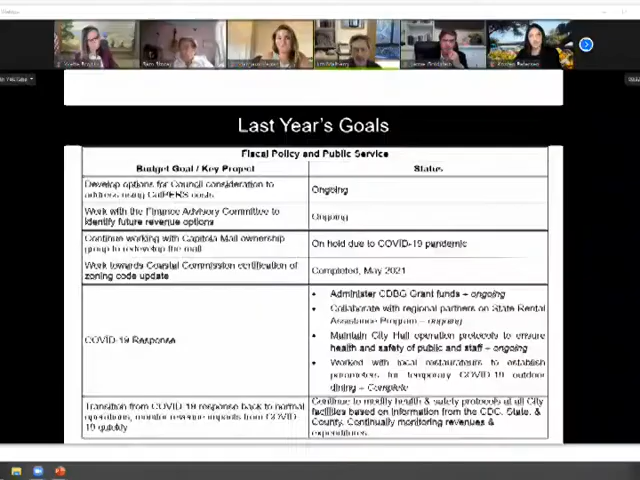 Last Year's Goals
Fiscal Policy and Public Service
Budget Goal / Key Project
Status
Develop options for Council consideration to
address rising CalPERS costs
Ongoing
Work with the Finance Advisory Committee to
identify future revenue options
Ongoing
Continue working with Capitola Mall ownership
group to redevelop the mall
On hold due to COVID-19 pandemic
Work towards Coastal Commission certification of
zoning code update
Completed, May 2021
COVID-19 Response
• Administer CDBG Grant funds – ongoing
• Collaborate with regional partners on State Rental
Assistance Program – ongoing
• Maintain City Hall operation protocols to ensure
health and safety of public and staff – ongoing
• Worked with local restaurateurs to establish
parameters for temporary COVID-19 outdoor
dining – Complete
Transition from COVID-19 response back to normal
operations, monitor revenue impacts from COVID-
19 quickly
Continue to modify health & safety protocols at all City
facilities based on information from the CDC, State, &
County. Continually monitoring revenues &
expenditures.